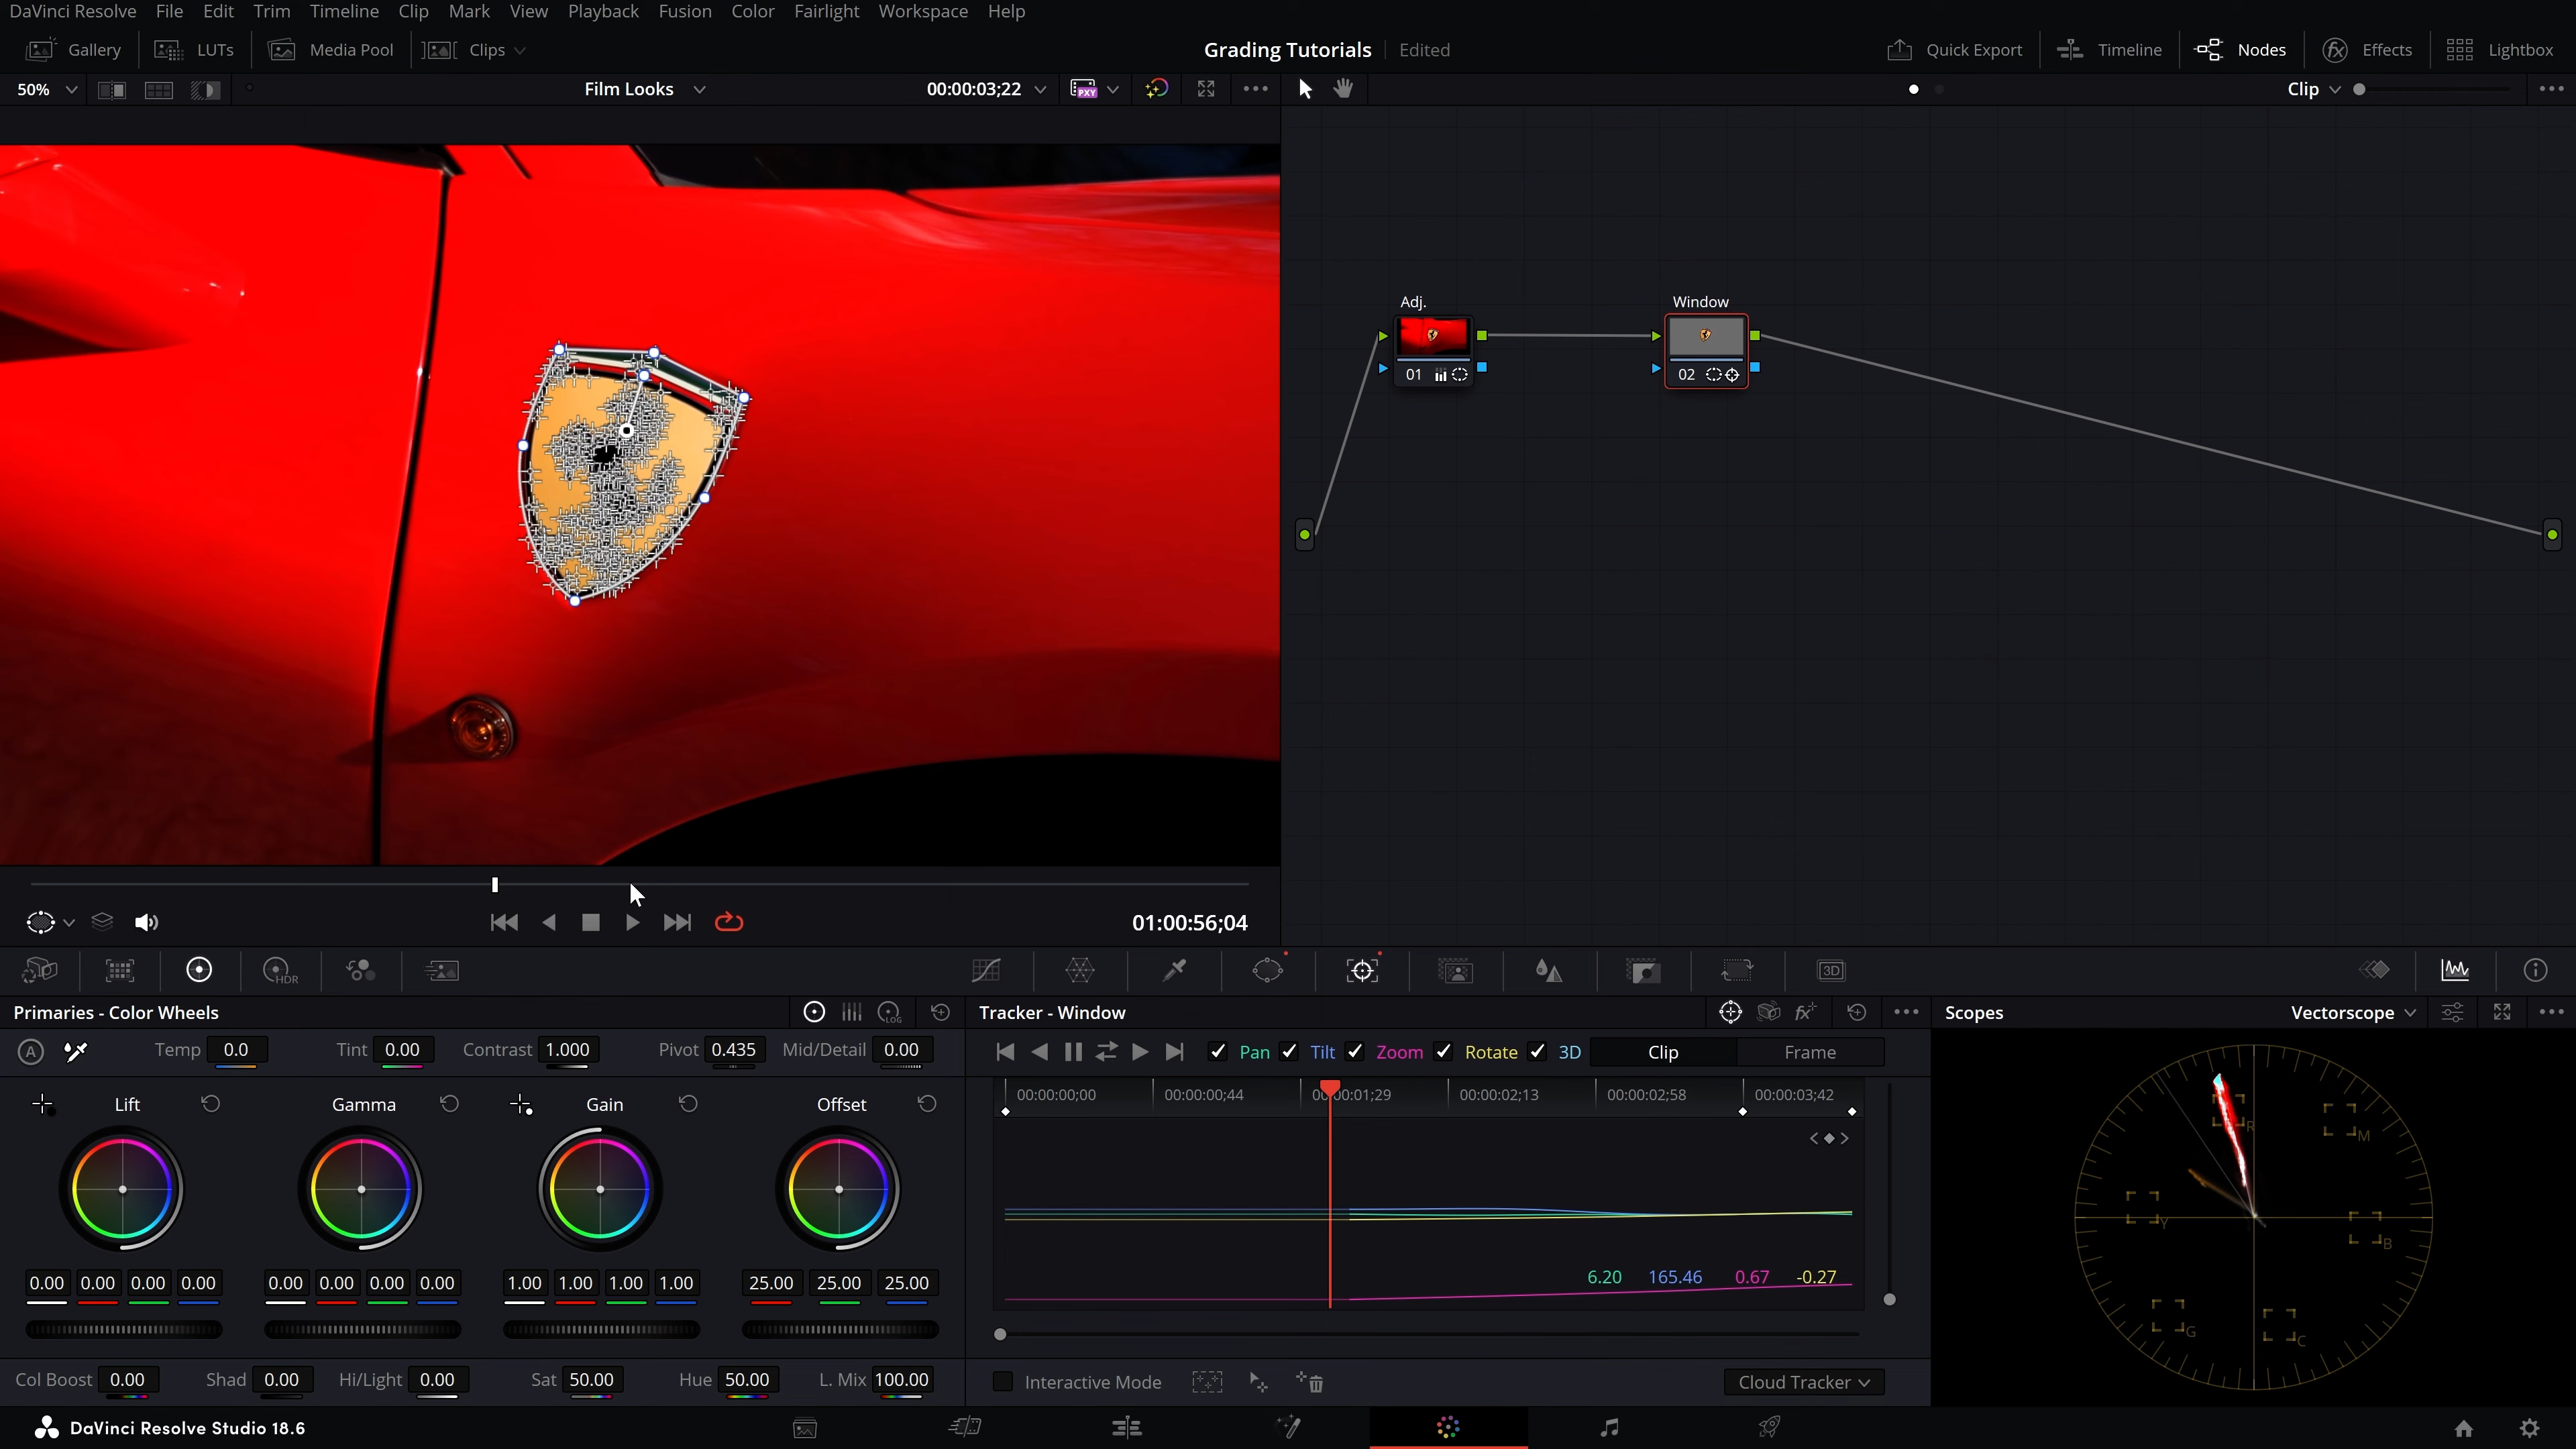 DaVinci Resolve File Edit Trim Timeline Clip Mark View Playback Fusion Color Fairlight Workspace Help
Gallery LUTs Media Pool Clips Grading Tutorials Edited Quick Export Timeline Nodes Effects Lightbox
50% Film Looks 00:00:03;22 PXY Clip
Adj. Window
01 02
01:00:56;04
HDR 3D
Primaries - Color Wheels LOG Tracker - Window Scopes Vectorscope
A Temp 0.0 Tint 0.00 Contrast 1.000 Pivot 0.435 Mid/Detail 0.00 Pan Tilt Zoom Rotate 3D Clip Frame
00:00:00;00 00:00:00;44 00:00:01;29 00:00:02;13 00:00:02;58 00:00:03;42
Lift Gamma Gain Offset
R M
Y B
G C
6.20 165.46 0.67 -0.27
0.00 0.00 0.00 0.00 0.00 0.00 0.00 0.00 1.00 1.00 1.00 1.00 25.00 25.00 25.00
Col Boost 0.00 Shad 0.00 Hi/Light 0.00 Sat 50.00 Hue 50.00 L. Mix 100.00 Interactive Mode Cloud Tracker
DaVinci Resolve Studio 18.6